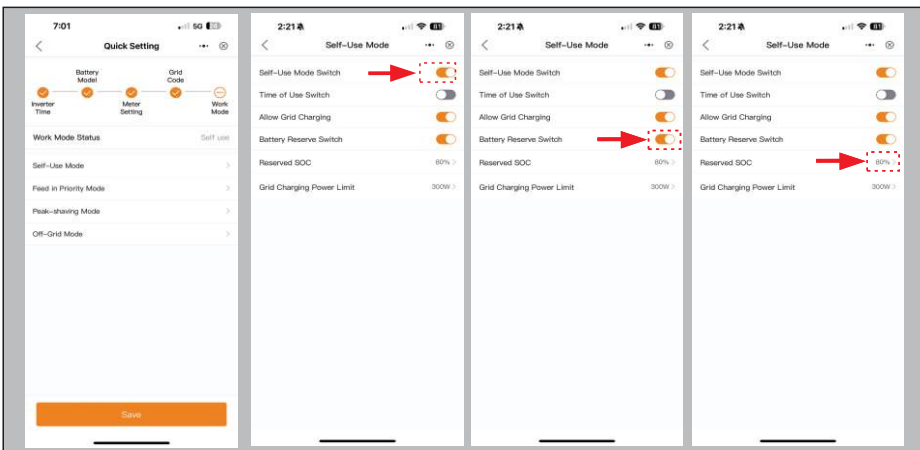 7:01
5G
Quick Setting
Battery Model
Grid Code
Inverter Time
Meter Setting
Work Mode
Work Mode Status
Self use
Self-Use Mode
Feed in Priority Mode
Peak-shaving Mode
Off-Grid Mode
Save
2:21
81
Self-Use Mode
Self-Use Mode Switch
Time of Use Switch
Allow Grid Charging
Battery Reserve Switch
Reserved SOC
80%
Grid Charging Power Limit
300W
2:21
81
Self-Use Mode
Self-Use Mode Switch
Time of Use Switch
Allow Grid Charging
Battery Reserve Switch
Reserved SOC
80%
Grid Charging Power Limit
300W
2:21
81
Self-Use Mode
Self-Use Mode Switch
Time of Use Switch
Allow Grid Charging
Battery Reserve Switch
Reserved SOC
80%
Grid Charging Power Limit
300W